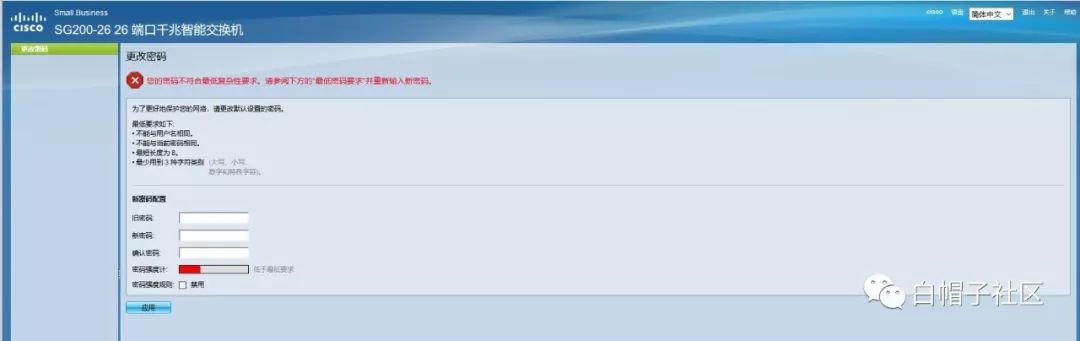 Small Business
cisco 语言 简体中文 退出 关于 帮助
CISCO SG200-26 26 端口千兆智能交换机
更改密码
更改密码
您的密码不符合最低复杂性要求。请参阅下方的“最低密码要求”并重新输入新密码。
为了更好地保护您的网络，请更改默认设置的密码。
最低要求如下:
• 不能与用户名相同。
• 不能与当前密码相同。
• 最短长度为 8。
• 最少用到 3 种字符类别 (大写、小写、
数字和特殊字符)。
新密码配置
旧密码:
新密码:
确认密码:
密码强度计: 低于最低要求
密码强度规则: 禁用
应用
白帽子社区